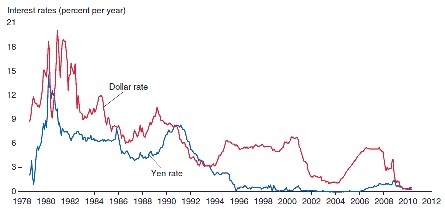 Interest rates (percent per year)
21
18
15
12
9
6
3
0
Dollar rate
Yen rate
1978 1980 1982 1984 1986 1988 1990 1992 1994 1996 1998 2000 2002 2004 2006 2008 2010 2012